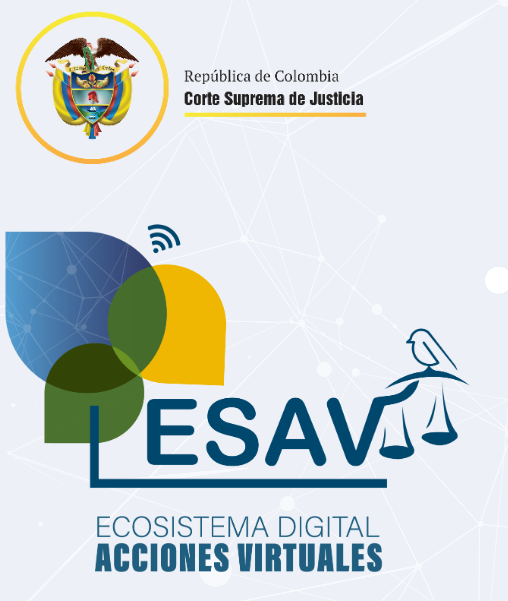 República de Colombia
Corte Suprema de Justicia
ESAV
ECOSISTEMA DIGITAL
ACCIONES VIRTUALES